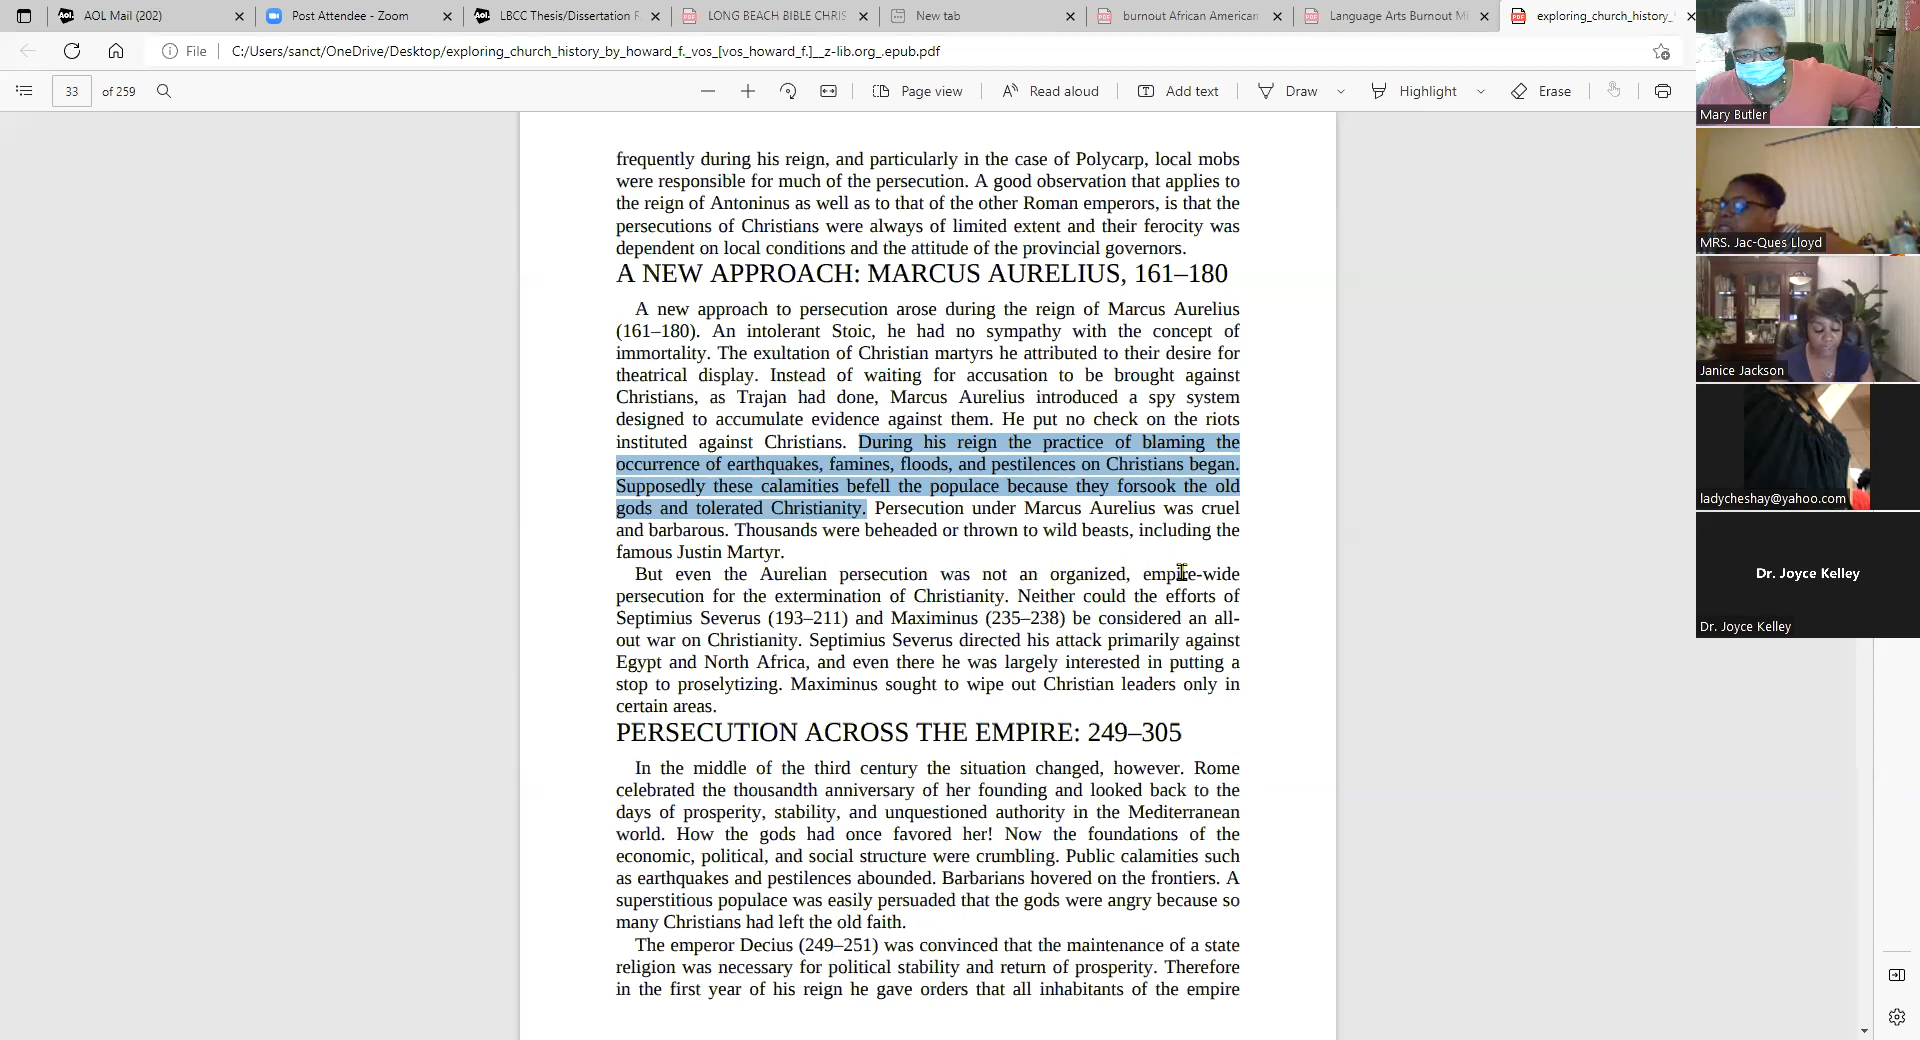 AOL Mail (202)
Post Attendee - Zoom
LBCC Thesis/Dissertation
LONG BEACH BIBLE CHRIS
New tab
burnout African American
Language Arts Burnout
exploring_church_history_
File
C:/Users/sanct/OneDrive/Desktop/exploring_church_history_by_howard_f._vos_[vos_howard_f.]__z-lib.org_.epub.pdf
33 of 259
Page view
Read aloud
Add text
Draw
Highlight
Erase
frequently during his reign, and particularly in the case of Polycarp, local mobs
were responsible for much of the persecution. A good observation that applies to
the reign of Antoninus as well as to that of the other Roman emperors, is that the
persecutions of Christians were always of limited extent and their ferocity was
dependent on local conditions and the attitude of the provincial governors.
A NEW APPROACH: MARCUS AURELIUS, 161–180
A new approach to persecution arose during the reign of Marcus Aurelius
(161–180). An intolerant Stoic, he had no sympathy with the concept of
immortality. The exultation of Christian martyrs he attributed to their desire for
theatrical display. Instead of waiting for accusation to be brought against
Christians, as Trajan had done, Marcus Aurelius introduced a spy system
designed to accumulate evidence against them. He put no check on the riots
instituted against Christians. During his reign the practice of blaming the
occurrence of earthquakes, famines, floods, and pestilences on Christians began.
Supposedly these calamities befell the populace because they forsook the old
gods and tolerated Christianity. Persecution under Marcus Aurelius was cruel
and barbarous. Thousands were beheaded or thrown to wild beasts, including the
famous Justin Martyr.
But even the Aurelian persecution was not an organized, empire-wide
persecution for the extermination of Christianity. Neither could the efforts of
Septimius Severus (193–211) and Maximinus (235–238) be considered an all-
out war on Christianity. Septimius Severus directed his attack primarily against
Egypt and North Africa, and even there he was largely interested in putting a
stop to proselytizing. Maximinus sought to wipe out Christian leaders only in
certain areas.
PERSECUTION ACROSS THE EMPIRE: 249–305
In the middle of the third century the situation changed, however. Rome
celebrated the thousandth anniversary of her founding and looked back to the
days of prosperity, stability, and unquestioned authority in the Mediterranean
world. How the gods had once favored her! Now the foundations of the
economic, political, and social structure were crumbling. Public calamities such
as earthquakes and pestilences abounded. Barbarians hovered on the frontiers. A
superstitious populace was easily persuaded that the gods were angry because so
many Christians had left the old faith.
The emperor Decius (249–251) was convinced that the maintenance of a state
religion was necessary for political stability and return of prosperity. Therefore
in the first year of his reign he gave orders that all inhabitants of the empire
Mary Butler
MRS. Jac-Ques Lloyd
Janice Jackson
ladycheshay@yahoo.com
Dr. Joyce Kelley
Dr. Joyce Kelley